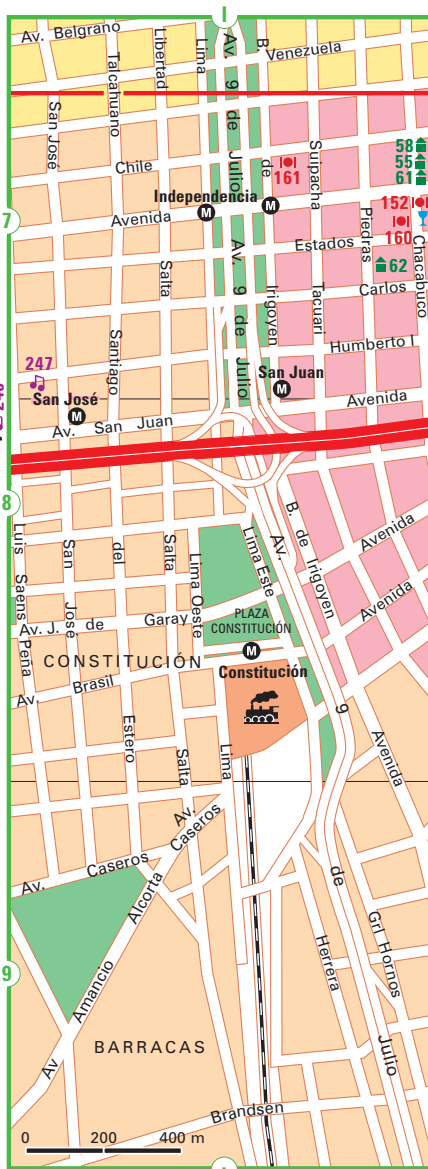 I
Av. Belgrano
Talcahuano
Libertad
Lima
Av. 9 de Julio
B. de Irigoyen
Venezuela
San José
Chile
161
Suipacha
58
55
61
152
160
7
Independencia
M
M
Avenida
Estados
Piedras
Chacabuco
62
Carlos
Salta
Av. 9 de Julio
Tacuari
Humberto I
Santiago
247
San José
M
San Juan
M
Avenida
Av. San Juan
8
Luis Saens Peña
San José
del
Salta
Lima Oeste
Lima Este
Av. 9 de Julio
B. de Irigoyen
Avenida
Avenida
Av. J. de Garay
PLAZA
CONSTITUCIÓN
M
CONSTITUCIÓN
Constitución
Av. Brasil
Estero
Salta
Lima
Avenida
Av. Caseros
Av. Caseros
9
Av Amancio Alcorta
Herrera
Grl Hornos
BARRACAS
Brandsen
0 200 400 m